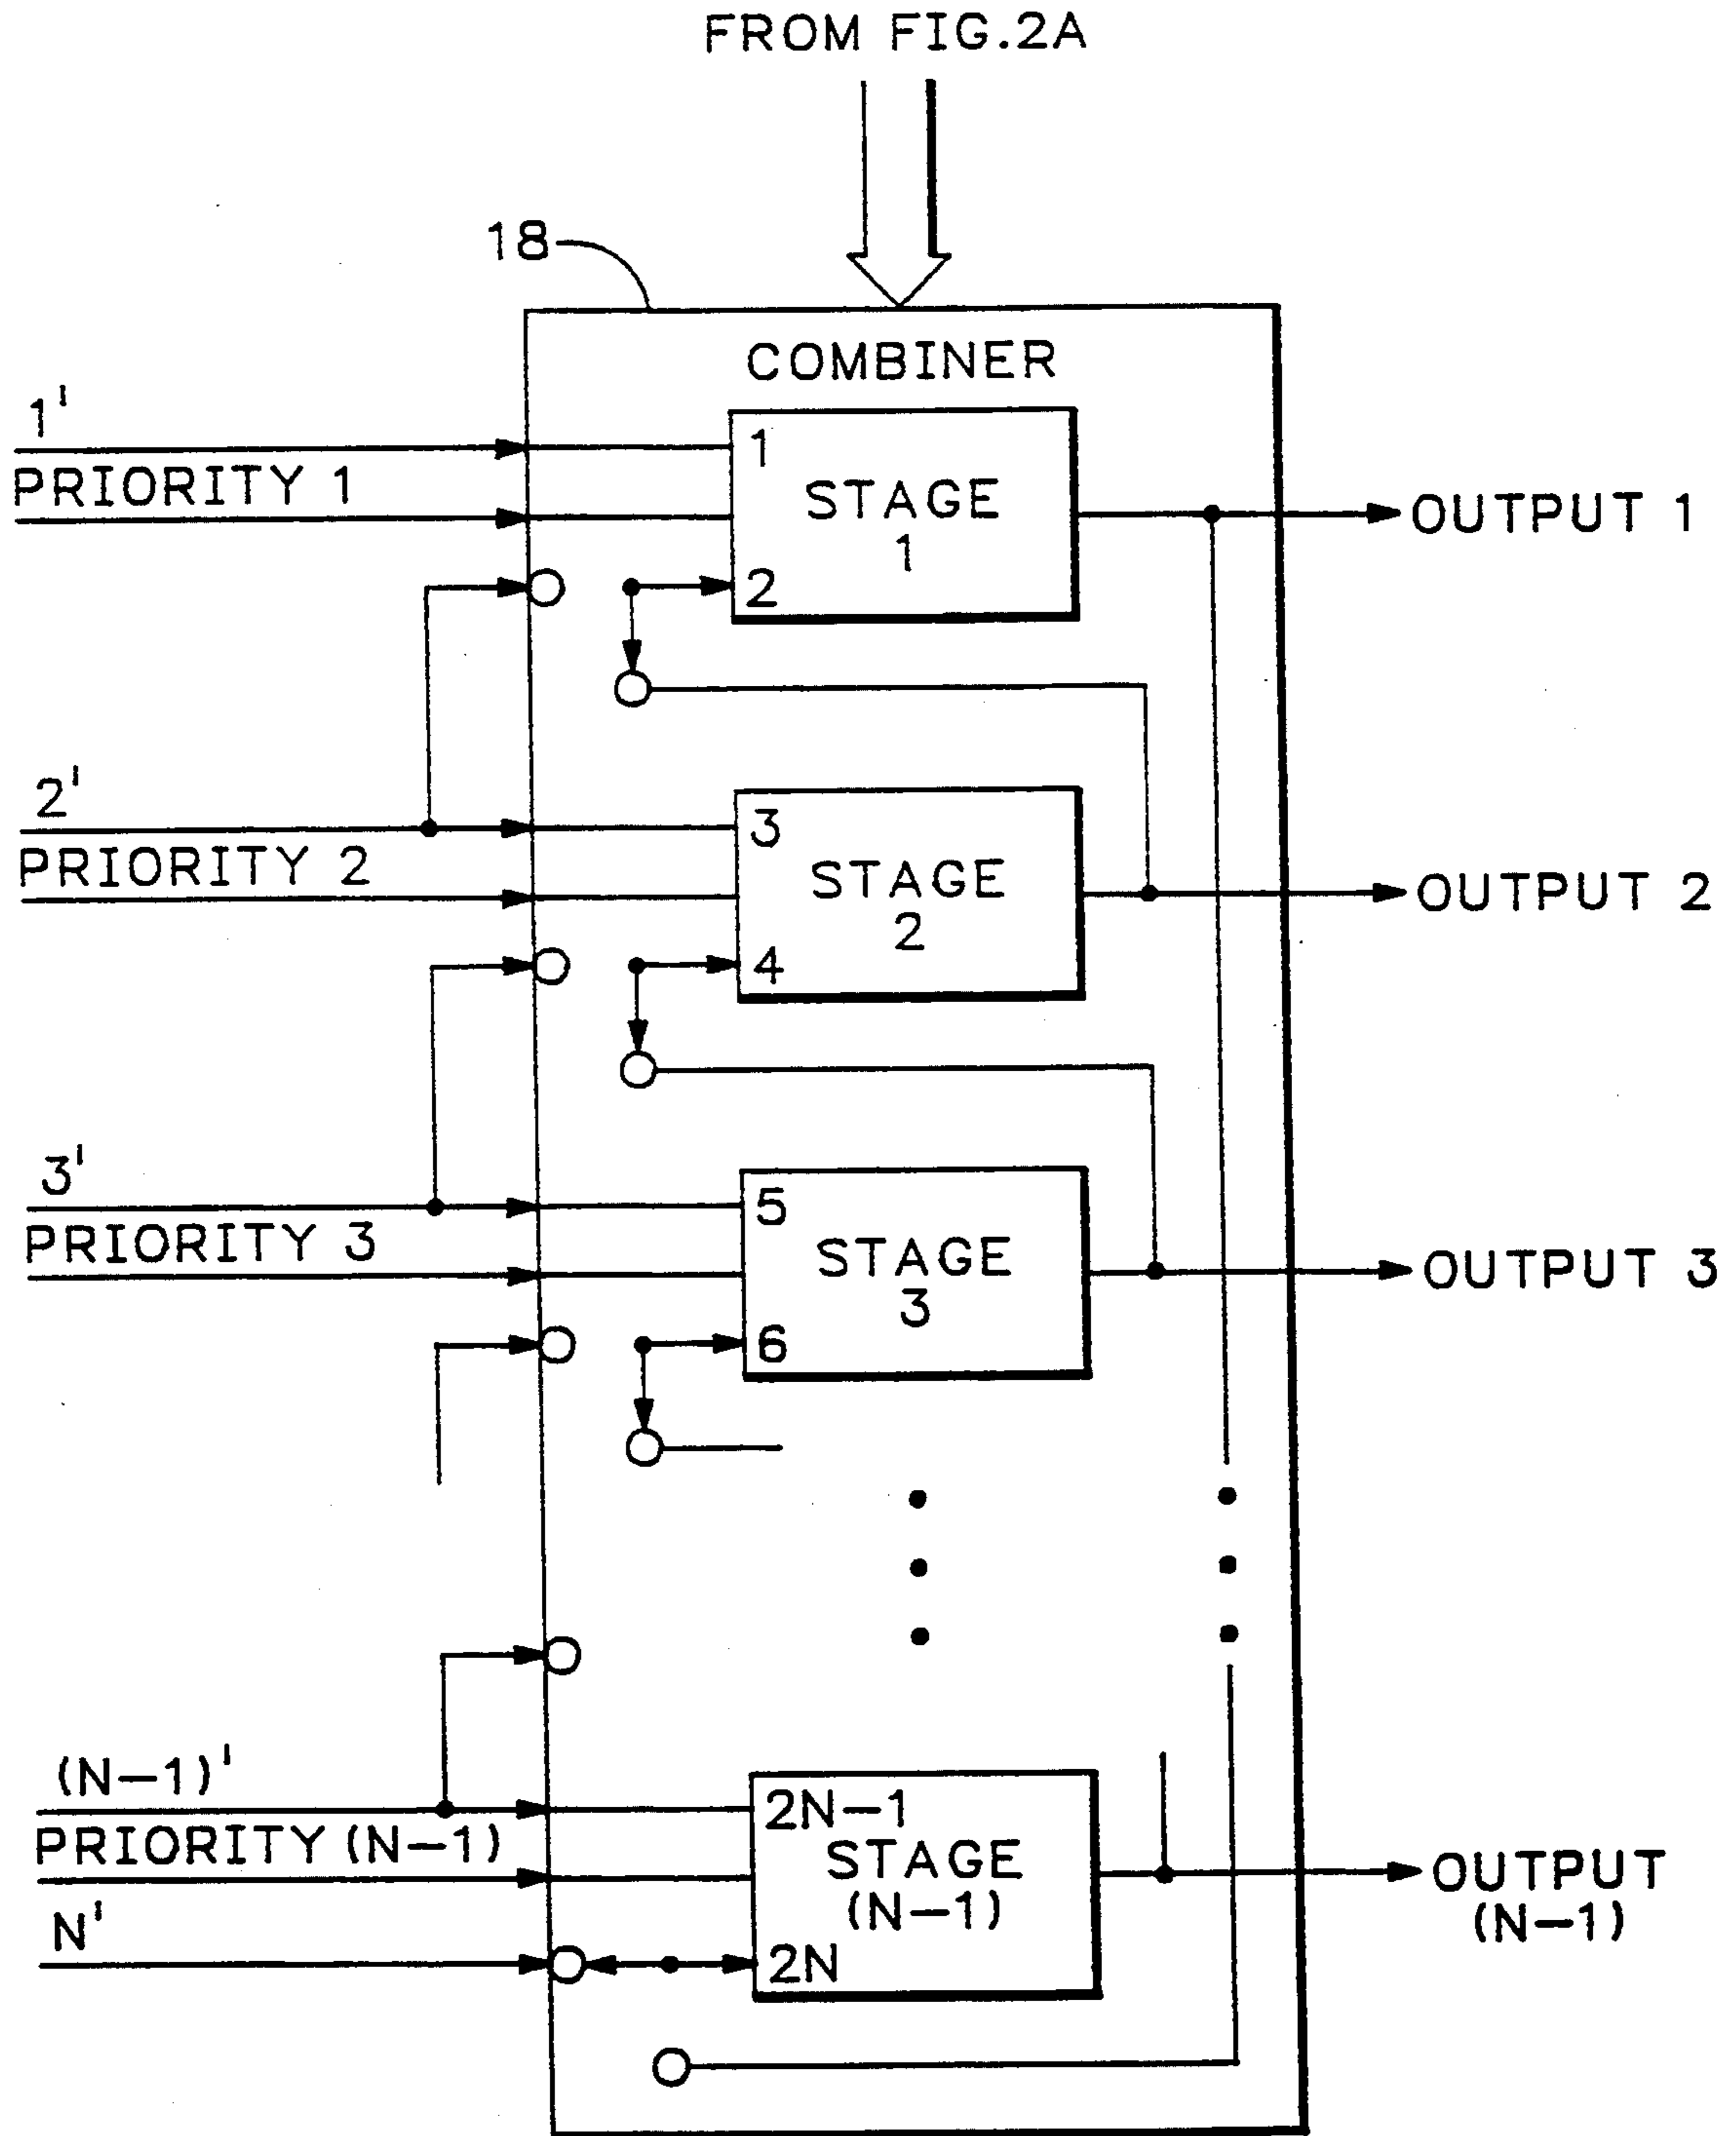 FROM FIG.2A
18
COMBINER
1'
PRIORITY 1
1
STAGE
1
2
OUTPUT 1
2'
PRIORITY 2
3
STAGE
2
4
OUTPUT 2
3'
PRIORITY 3
5
STAGE
3
6
OUTPUT 3
(N-1)'
PRIORITY (N-1)
N'
2N-1
STAGE
(N-1)
2N
OUTPUT
(N-1)